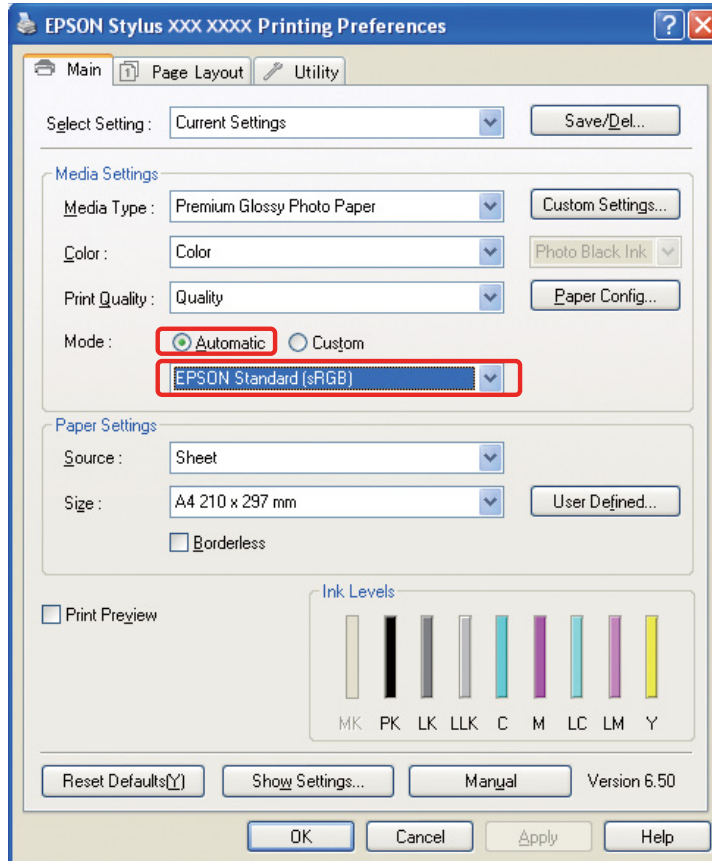 EPSON Stylus XXX XXXX Printing Preferences
Main Page Layout Utility
Select Setting : Current Settings Save/Del...
Media Settings
Media Type : Premium Glossy Photo Paper Custom Settings...
Color : Color Photo Black Ink
Print Quality : Quality Paper Config...
Mode : Automatic Custom
EPSON Standard (sRGB)
Paper Settings
Source : Sheet
Size : A4 210 x 297 mm User Defined...
Borderless
Print Preview
Ink Levels
MK PK LK LLK C M LC LM Y
Reset Defaults(Y) Show Settings... Manual Version 6.50
OK Cancel Apply Help